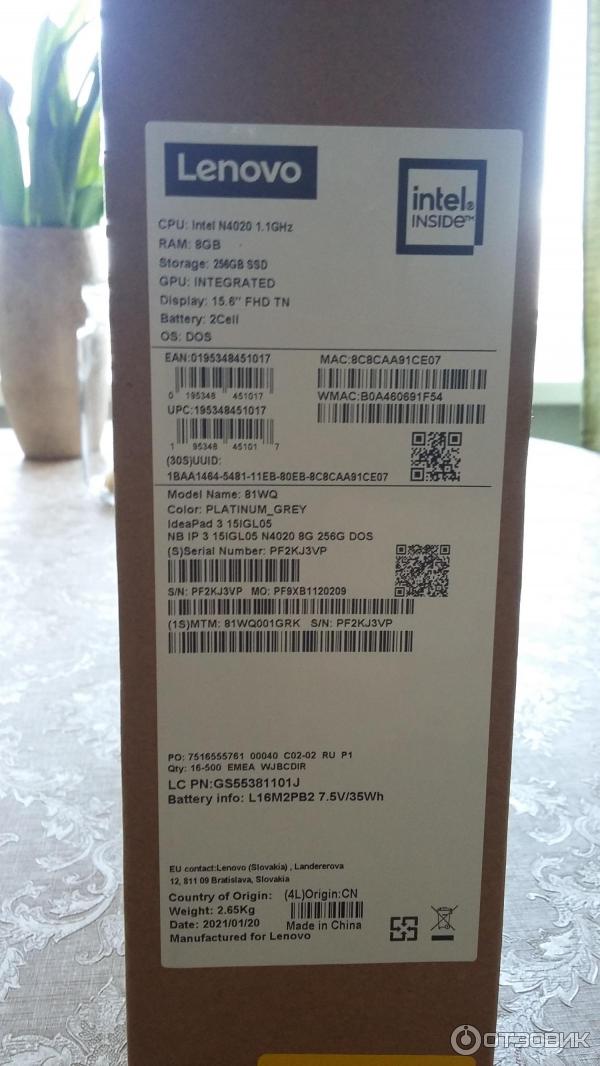 Lenovo
intel
INSIDE™
CPU: Intel N4020 1.1GHz
RAM: 8GB
Storage: 256GB SSD
GPU: INTEGRATED
Display: 15.6" FHD TN
Battery: 2Cell
OS: DOS
EAN:0195348451017
0 195348 451017
UPC:195348451017
1 95348 45101 7
MAC:8C8CAA91CE07
WMAC:B0A460691F54
(30S)UUID:
1BAA1464-5481-11EB-80EB-8C8CAA91CE07
Model Name: 81WQ
Color: PLATINUM_GREY
IdeaPad 3 15IGL05
NB IP 3 15IGL05 N4020 8G 256G DOS
(S)Serial Number: PF2KJ3VP
S/N: PF2KJ3VP MO: PF9XB1120209
(1S)MTM: 81WQ001GRK S/N: PF2KJ3VP
PO: 7516555761 00040 C02-02 RU P1
Qty: 16-500 EMEA WJBCDIR
LC PN:GS55381101J
Battery info: L16M2PB2 7.5V/35Wh
EU contact:Lenovo (Slovakia) , Landererova
12, 811 09 Bratislava, Slovakia
Country of Origin: (4L)Origin:CN
Weight: 2.65Kg
Date: 2021/01/20 Made in China
Manufactured for Lenovo
ОТЗОВИК